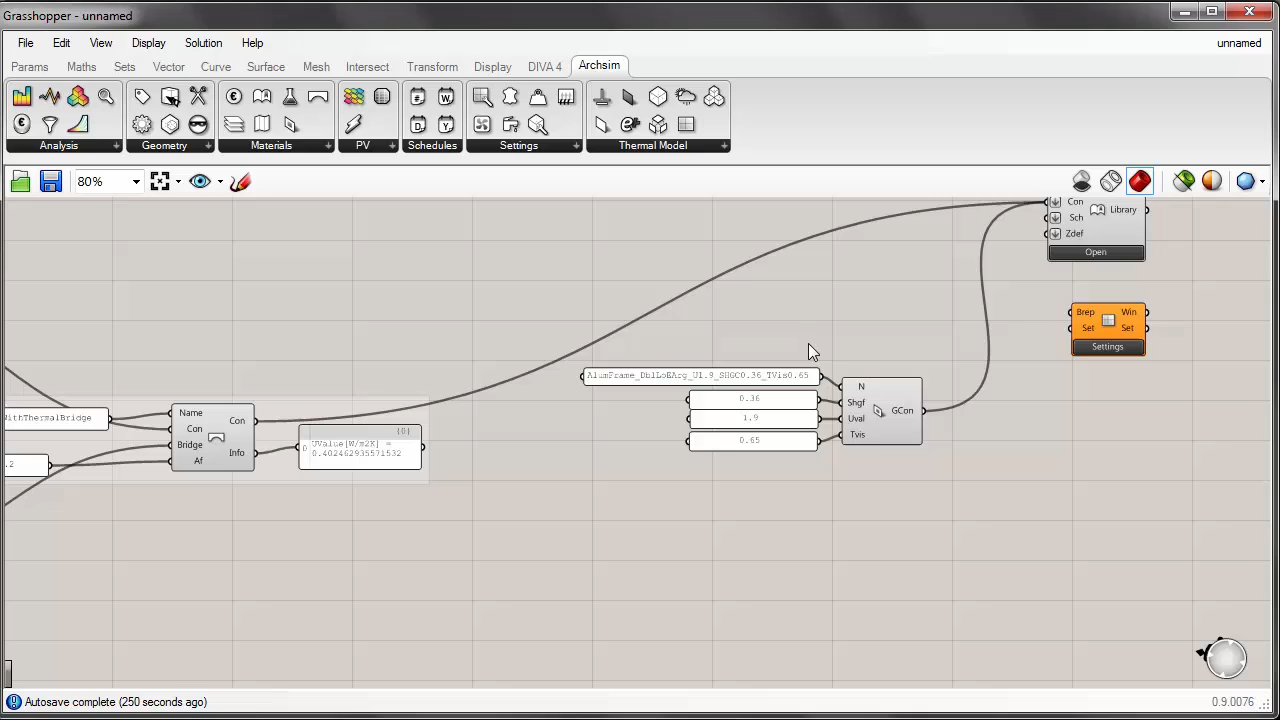 Grasshopper - unnamed
File Edit View Display Solution Help unnamed
Params Maths Sets Vector Curve Surface Mesh Intersect Transform Display DIVA 4 Archsim
Analysis Geometry Materials PV Schedules Settings Thermal Model
80%
Con
Sch Library
Zdef
Open
Brep Win
Set Set
Settings
AlumFrame_DblLoEArg_U1.9_SHGC0.36_TVis0.65
0.36
1.9
0.65
N
Shgf
Uval
Tvis
GCon
WithThermalBridge
.2
Name
Con
Bridge
Af
Con
Info
{0}
0 UValue[W/m2K] =
0.402462935571532
Autosave complete (250 seconds ago) 0.9.0076